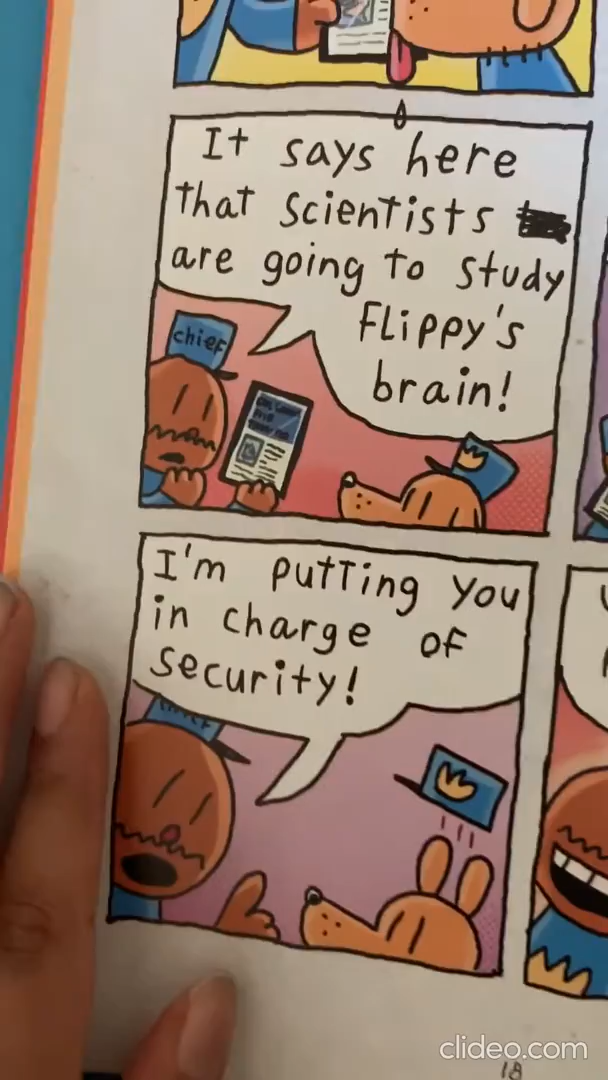 It says here
that scientists
are going to study
Flippy's
brain!
chief
I'm putting you
in charge of
security!
chief
18
clideo.com